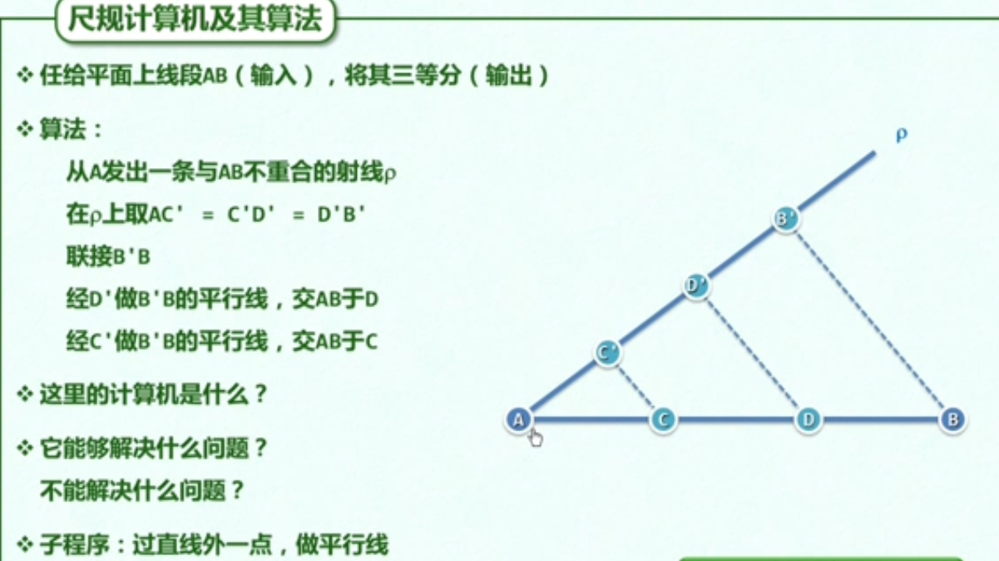 尺规计算机及其算法
❖ 任给平面上线段AB（输入），将其三等分（输出）
❖ 算法：
从A发出一条与AB不重合的射线ρ
在ρ上取AC' = C'D' = D'B'
联接B'B
经D'做B'B的平行线，交AB于D
经C'做B'B的平行线，交AB于C
❖ 这里的计算机是什么？
❖ 它能够解决什么问题？
不能解决什么问题？
❖ 子程序：过直线外一点，做平行线
ρ
B'
D'
C'
A
C
D
B